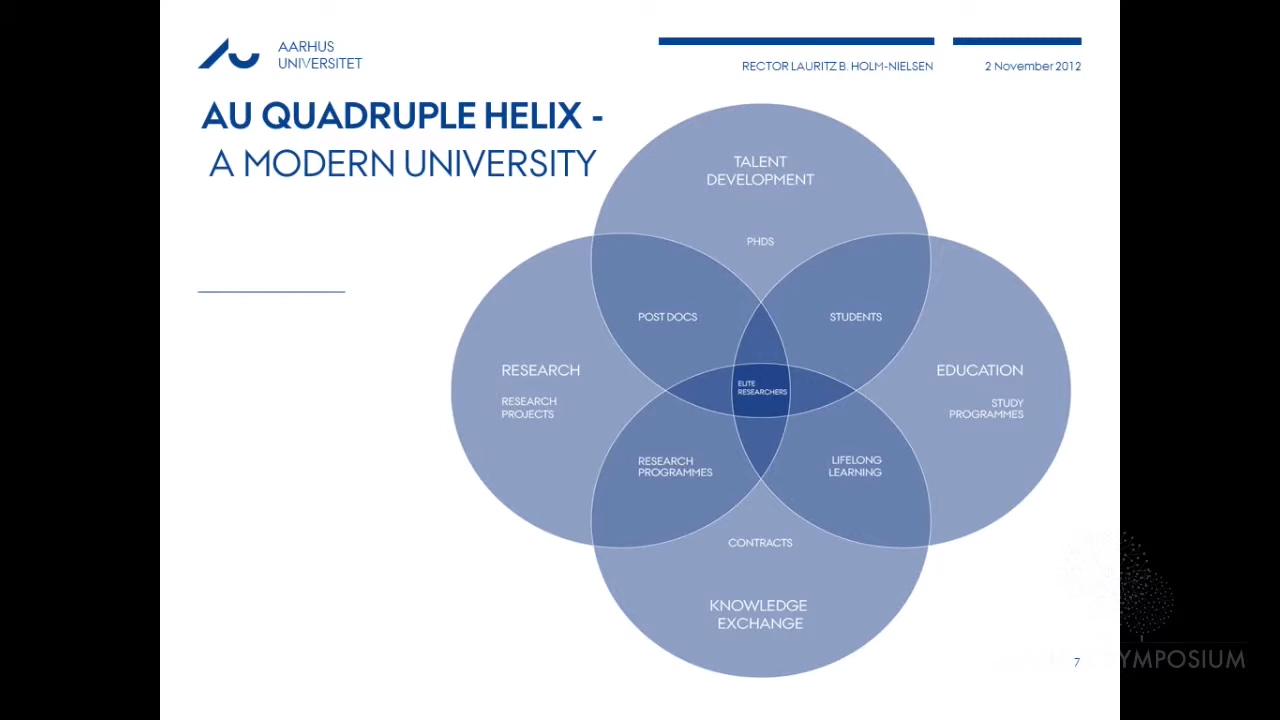 AARHUS
UNIVERSITET
RECTOR LAURITZ B. HOLM-NIELSEN
2 November 2012
AU QUADRUPLE HELIX -
A MODERN UNIVERSITY
TALENT
DEVELOPMENT
PHDS
POST DOCS
STUDENTS
RESEARCH
RESEARCH
PROJECTS
ELITE
RESEARCHERS
EDUCATION
STUDY
PROGRAMMES
RESEARCH
PROGRAMMES
LIFELONG
LEARNING
CONTRACTS
KNOWLEDGE
EXCHANGE
7
SYMPOSIUM